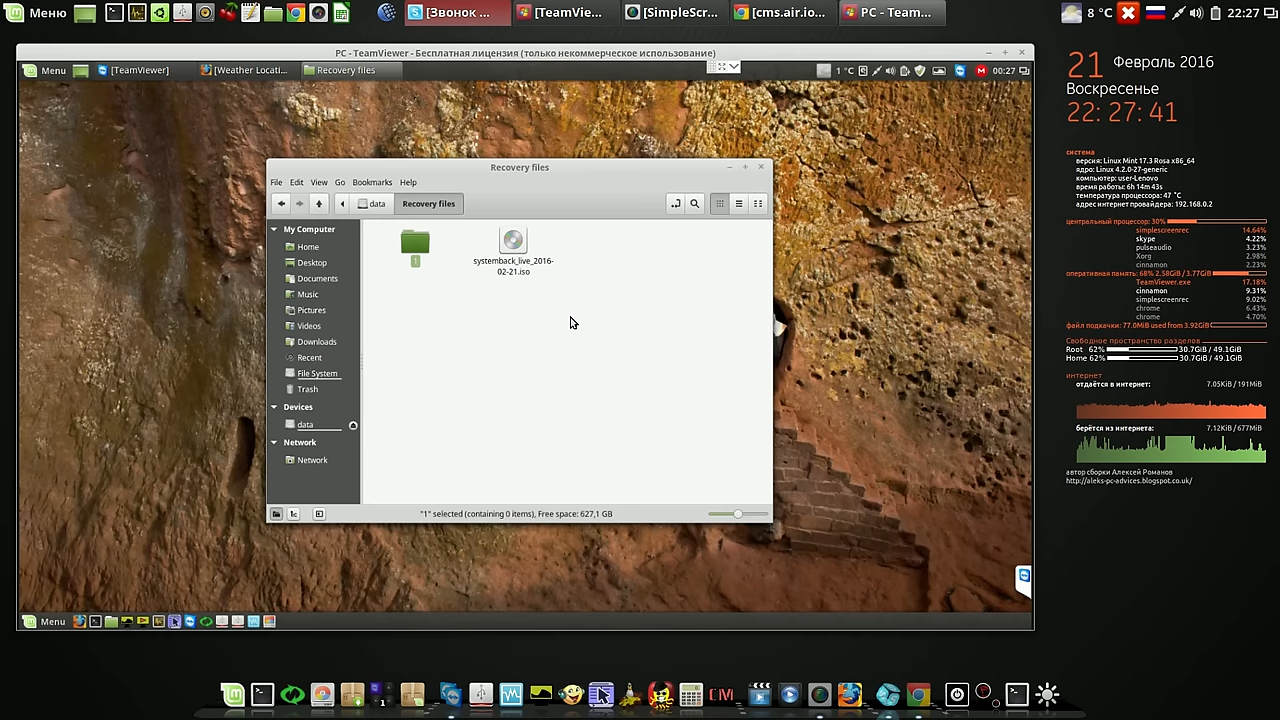 Меню
[Звонок ...
[TeamVie...
[SimpleScr...
[cms.air.io...
PC - Team...
8 °C
22:27
PC - TeamViewer - Бесплатная лицензия (только некоммерческое использование)
Menu
[TeamViewer]
[Weather Locati...
Recovery files
1 °C
00:27
Recovery files
File Edit View Go Bookmarks Help
data
Recovery files
My Computer
Home
Desktop
Documents
Music
Pictures
Videos
Downloads
Recent
File System
Trash
Devices
data
Network
Network
1
systemback_live_2016-
02-21.iso
"1" selected (containing 0 items), Free space: 627,1 GB
Menu
21 Февраль 2016
Воскресенье
22: 27: 41
система
версия: Linux Mint 17.3 Rosa x86_64
ядро: Linux 4.2.0-27-generic
компьютер: user-Lenovo
время работы: 6h 14m 43s
температура процессора: 47 °C
адрес интернет провайдера: 192.168.0.2
центральный процессор: 30%
simplescreenrec 14.64%
skype 4.22%
pulseaudio 3.23%
Xorg 2.98%
cinnamon 2.23%
оперативная память: 68% 2.58GiB / 3.77GiB
TeamViewer.exe 17.18%
cinnamon 9.31%
simplescreenrec 9.02%
chrome 6.43%
chrome 4.70%
файл подкачки: 77.0MiB used from 3.92GiB
Свободное пространство разделов
Root 62% 30.7GiB / 49.1GiB
Home 62% 30.7GiB / 49.1GiB
интернет
отдаётся в интернет: 7.05KiB / 191MiB
берётся из интернета: 7.12KiB / 677MiB
автор сборки Алексей Романов
http://aleks-pc-advices.blogspot.co.uk/